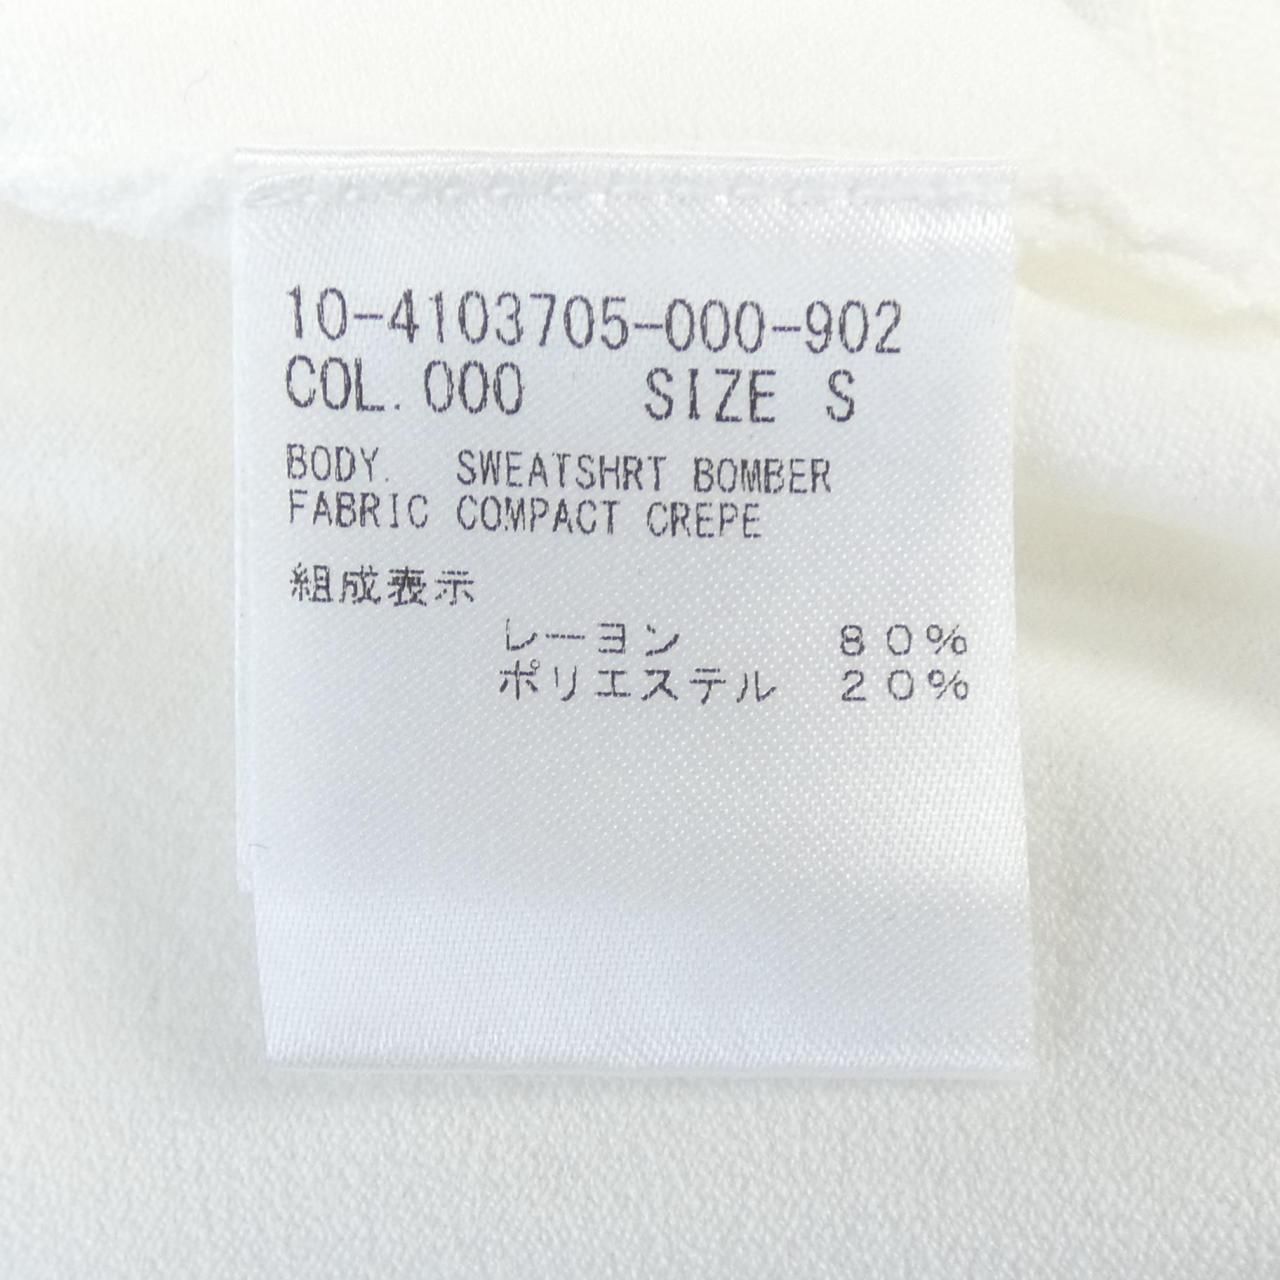 10-4103705-000-902
COL.000 SIZE S
BODY. SWEATSHRT BOMBER
FABRIC COMPACT CREPE
組成表示
レーヨン 80%
ポリエステル 20%